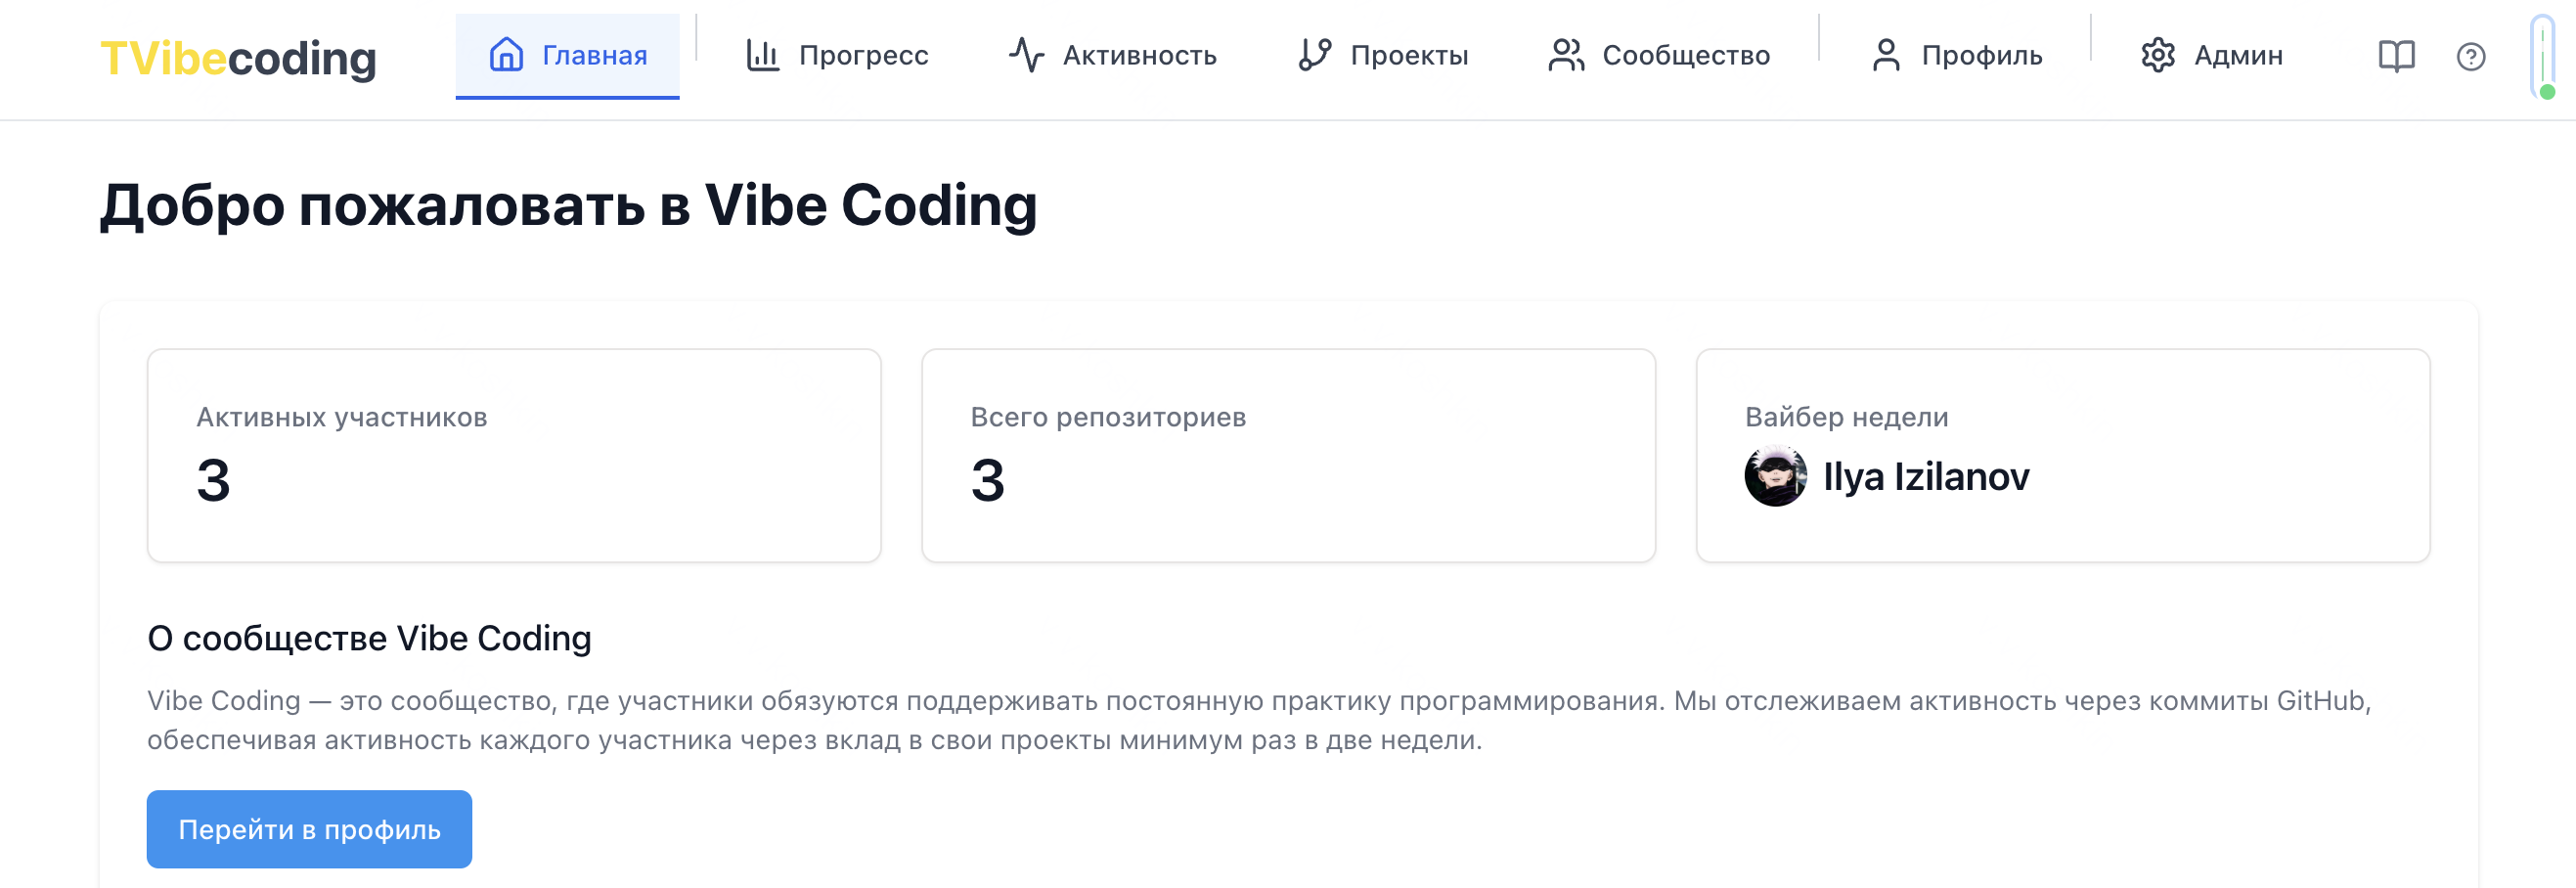 TVibecoding
Главная
Прогресс
Активность
Проекты
Сообщество
Профиль
Админ
Добро пожаловать в Vibe Coding
Активных участников
3
Всего репозиториев
3
Вайбер недели
Ilya Izilanov
О сообществе Vibe Coding
Vibe Coding — это сообщество, где участники обязуются поддерживать постоянную практику программирования. Мы отслеживаем активность через коммиты GitHub,
обеспечивая активность каждого участника через вклад в свои проекты минимум раз в две недели.
Перейти в профиль